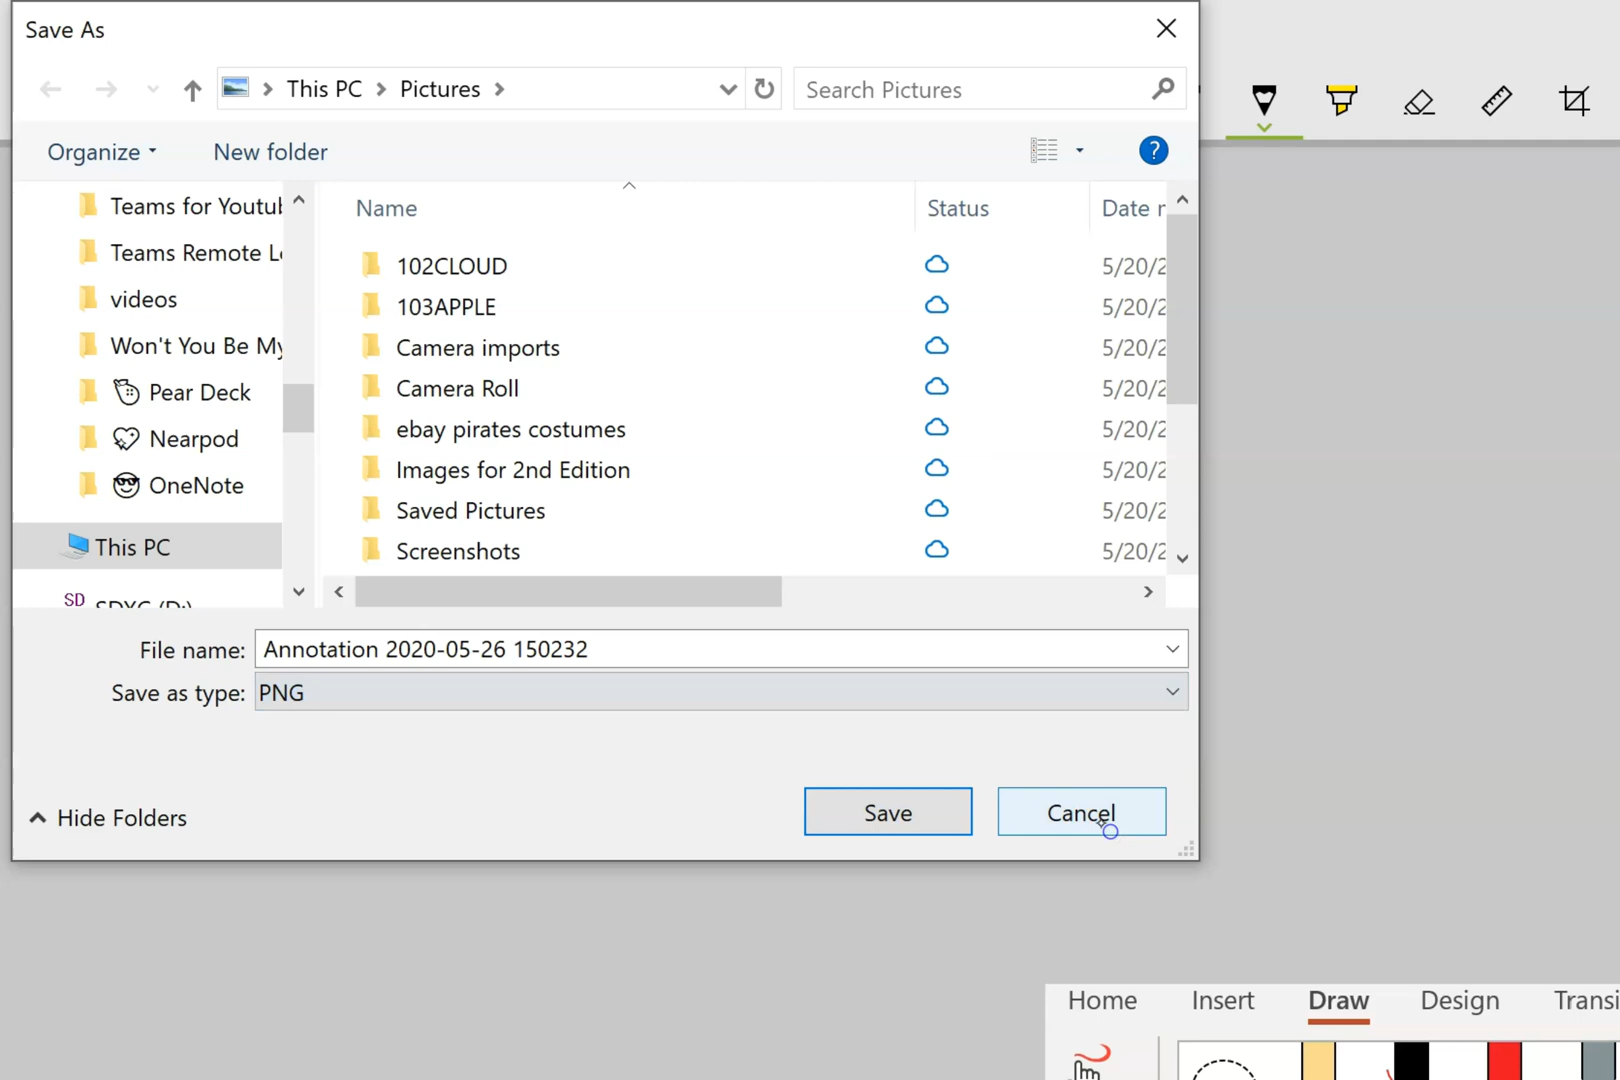 Save As
This PC Pictures
Search Pictures
Organize
New folder
?
Teams for Youtub
Teams Remote Le
videos
Won't You Be My
Pear Deck
Nearpod
OneNote
This PC
SD
Name Status Date
102CLOUD 5/20/2
103APPLE 5/20/2
Camera imports 5/20/2
Camera Roll 5/20/2
ebay pirates costumes 5/20/2
Images for 2nd Edition 5/20/2
Saved Pictures 5/20/2
Screenshots 5/20/2
File name: Annotation 2020-05-26 150232
Save as type: PNG
Hide Folders
Save
Cancel
Home Insert Draw Design Transi